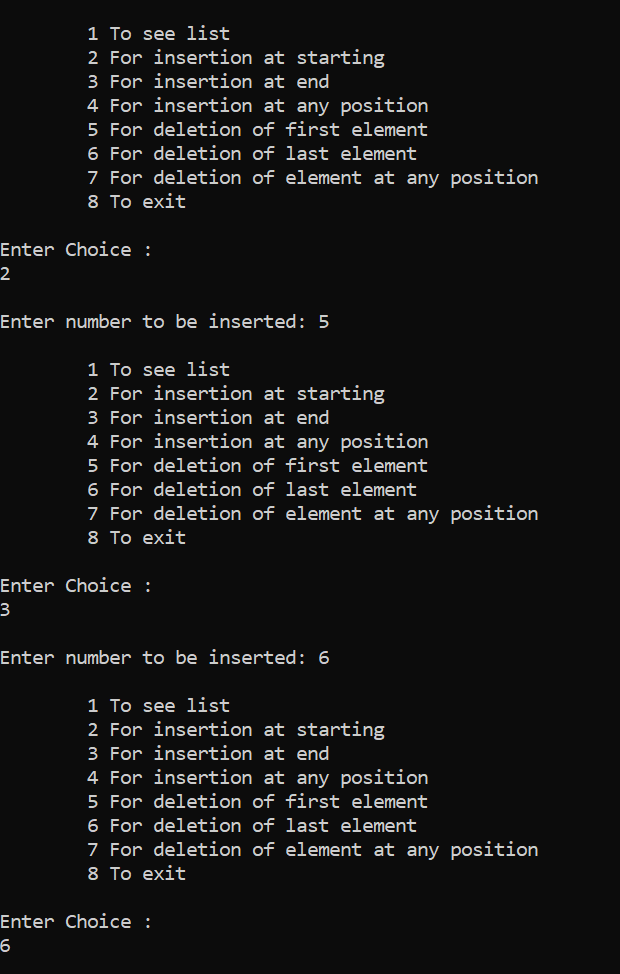 1 To see list
2 For insertion at starting
3 For insertion at end
4 For insertion at any position
5 For deletion of first element
6 For deletion of last element
7 For deletion of element at any position
8 To exit
Enter Choice :
2
Enter number to be inserted: 5
1 To see list
2 For insertion at starting
3 For insertion at end
4 For insertion at any position
5 For deletion of first element
6 For deletion of last element
7 For deletion of element at any position
8 To exit
Enter Choice :
3
Enter number to be inserted: 6
1 To see list
2 For insertion at starting
3 For insertion at end
4 For insertion at any position
5 For deletion of first element
6 For deletion of last element
7 For deletion of element at any position
8 To exit
Enter Choice :
6